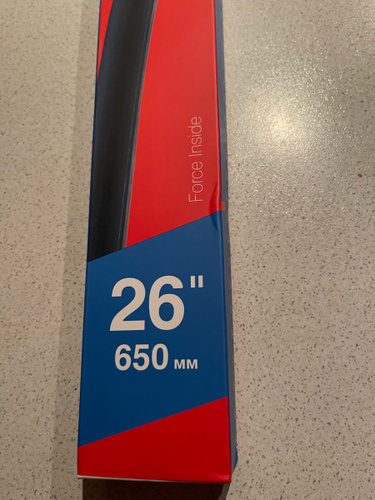 Force Inside
26"
650 мм